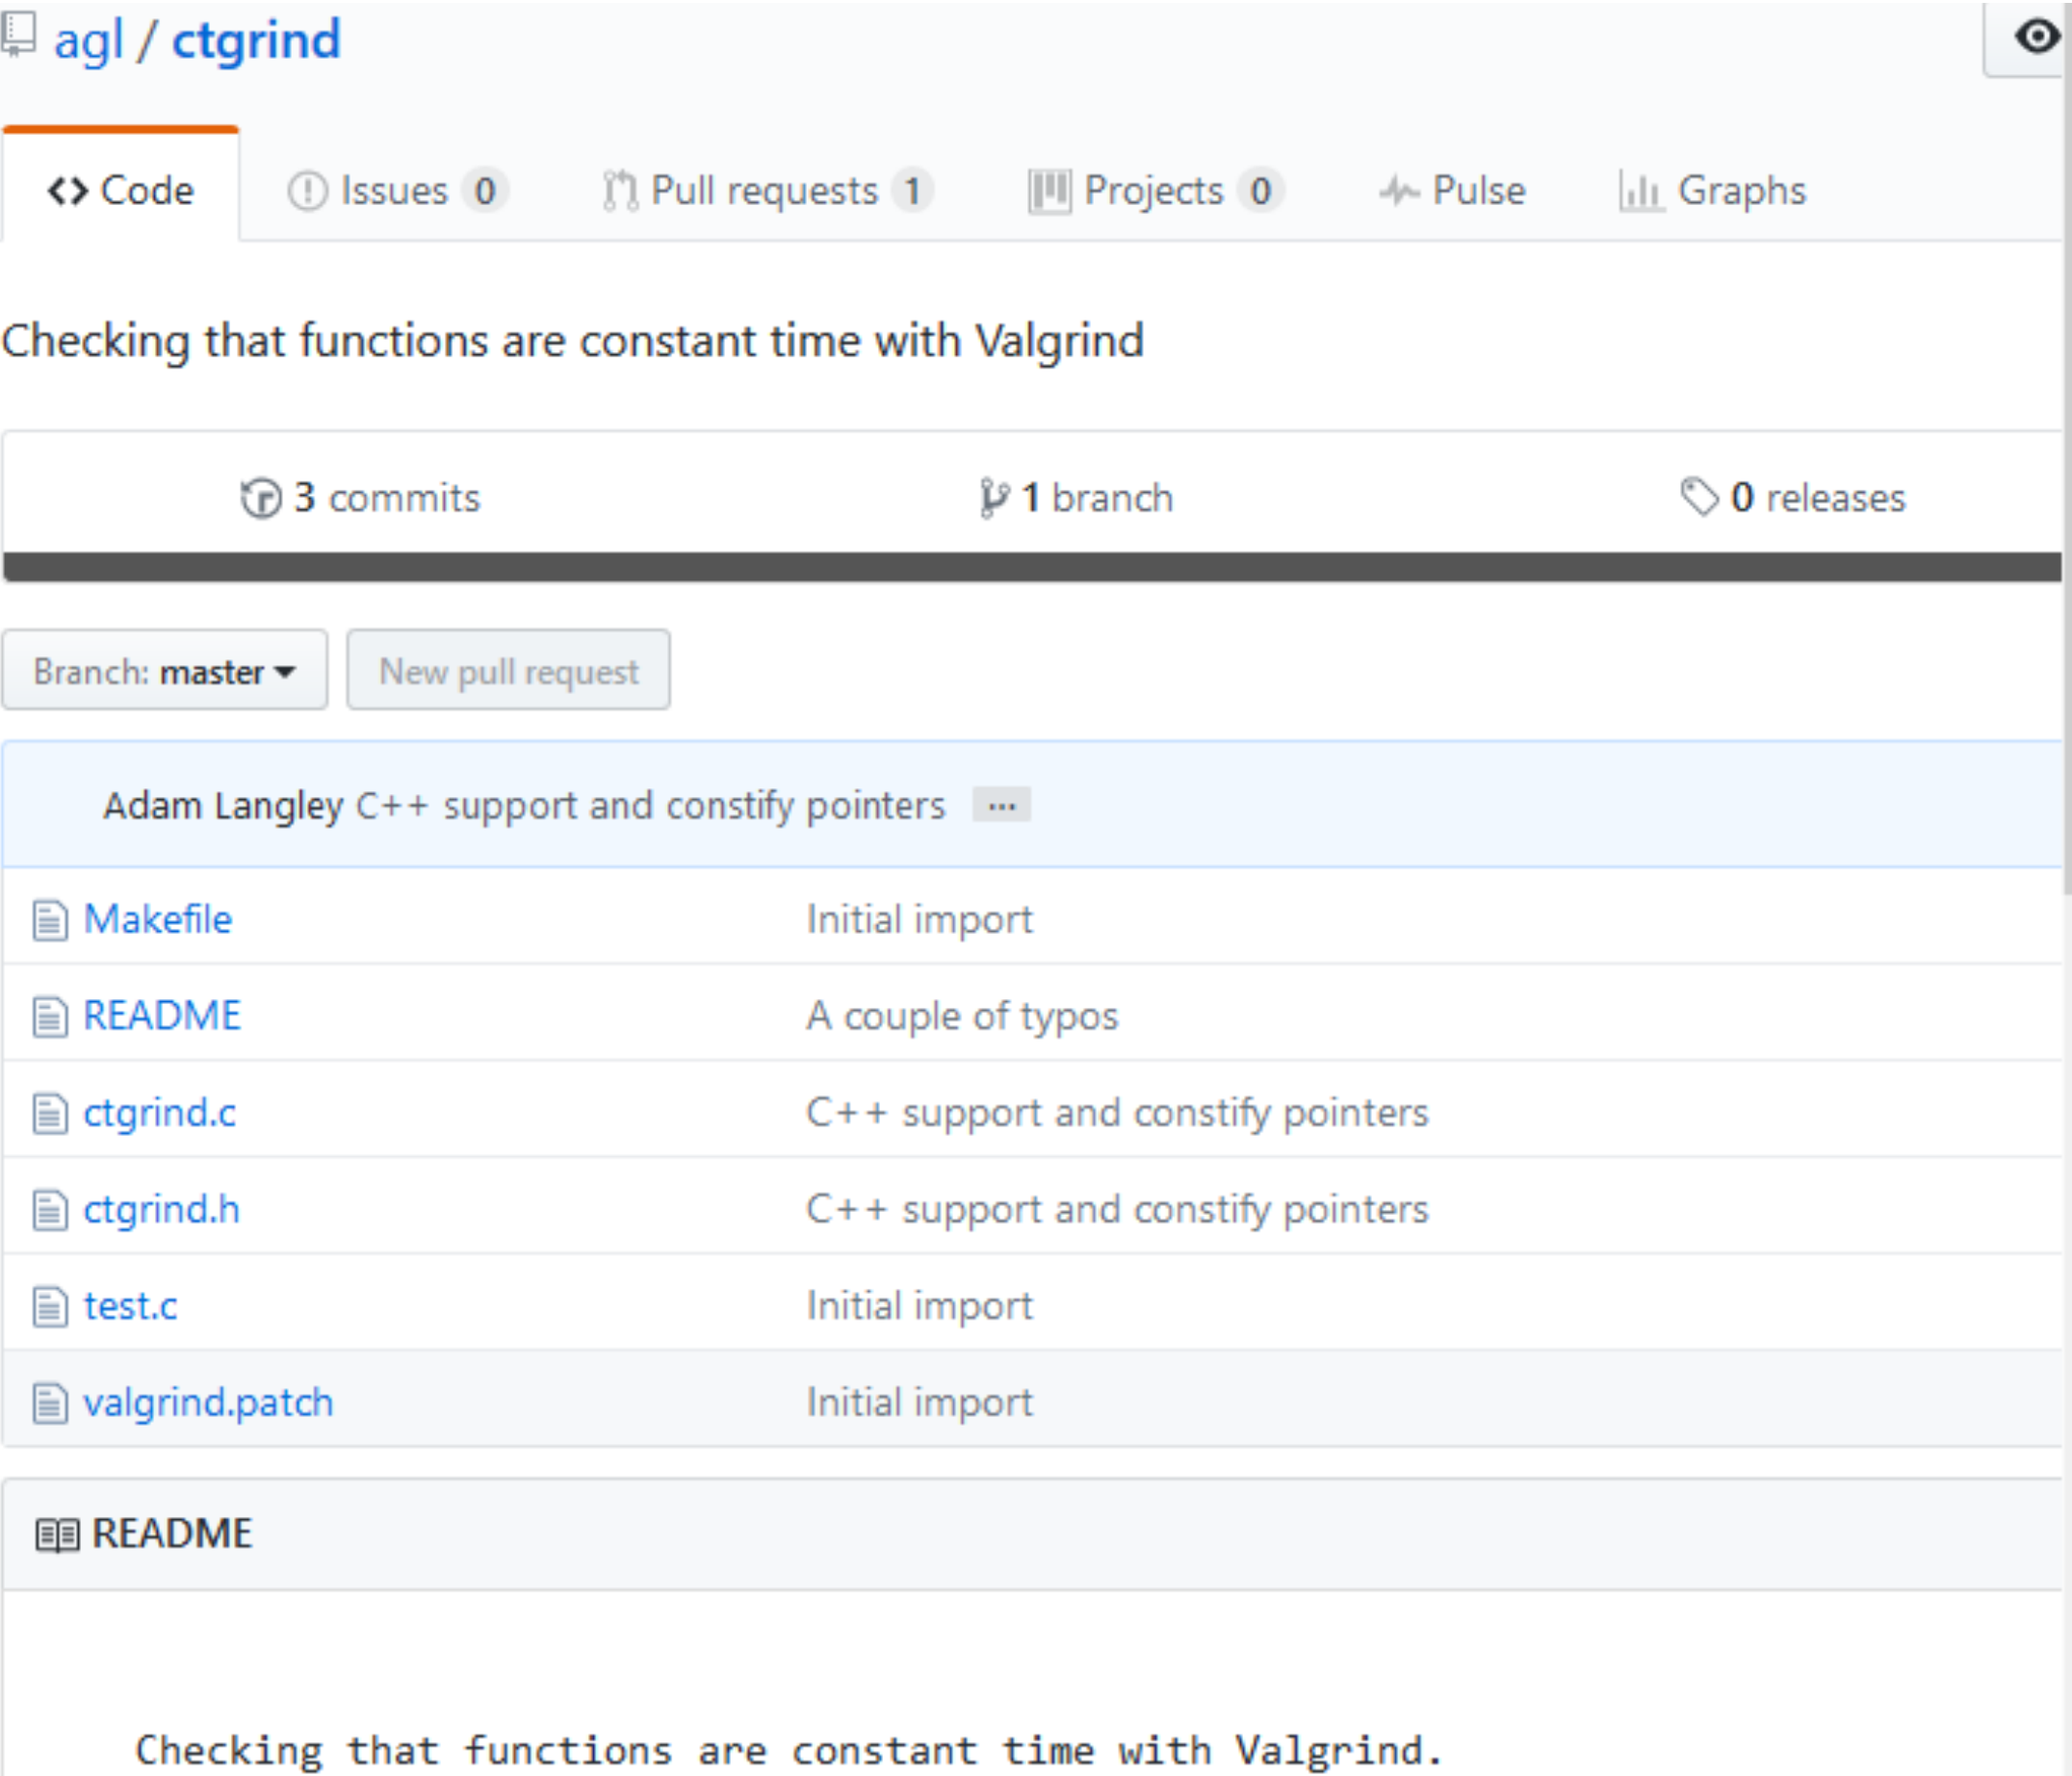 agl / ctgrind
Code Issues 0 Pull requests 1 Projects 0 Pulse Graphs
Checking that functions are constant time with Valgrind
3 commits 1 branch 0 releases
Branch: master New pull request
Adam Langley C++ support and constify pointers ...
Makefile Initial import
README A couple of typos
ctgrind.c C++ support and constify pointers
ctgrind.h C++ support and constify pointers
test.c Initial import
valgrind.patch Initial import
README
Checking that functions are constant time with Valgrind.